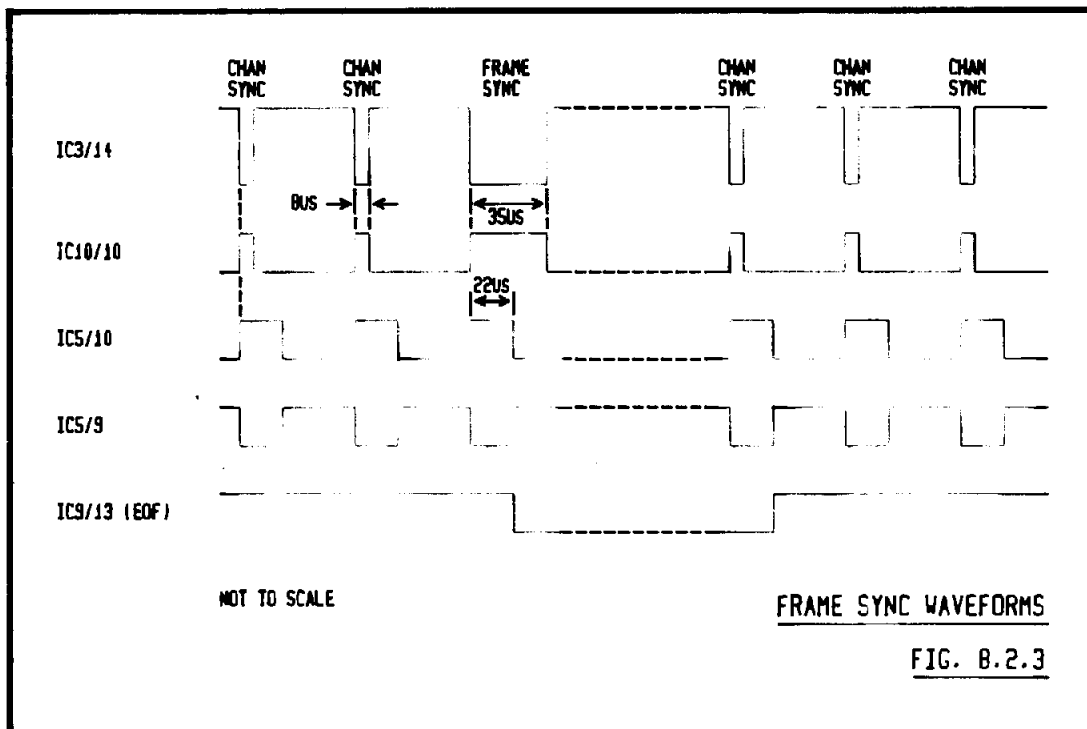 CHAN SYNC
CHAN SYNC
FRAME SYNC
CHAN SYNC
CHAN SYNC
CHAN SYNC
IC3/14
8US
35US
IC10/10
22US
IC5/10
IC5/9
IC9/13 (EOF)
NOT TO SCALE
FRAME SYNC WAVEFORMS
FIG. 8.2.3